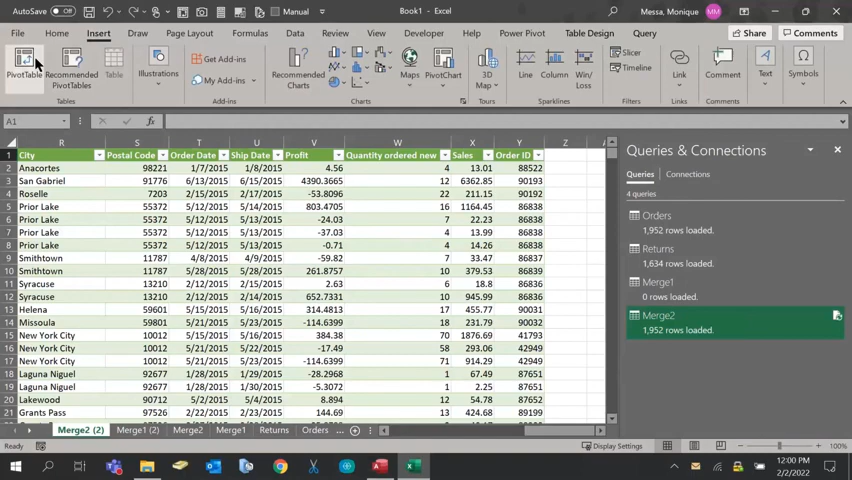 AutoSave Off Manual Book1 - Excel Messa, Monique MM
File Home Insert Draw Page Layout Formulas Data Review View Developer Help Power Pivot Table Design Query Share Comments
PivotTable Recommended PivotTables Table Illustrations Get Add-ins My Add-ins Recommended Charts Maps PivotChart 3D Map Line Column Win/Loss Slicer Timeline Link Comment Text Symbols
Tables Add-ins Charts Tours Sparklines Filters Links Comments
A1 fx
R S T U V W X Y Z AA
1 City Postal Code Order Date Ship Date Profit Quantity ordered new Sales Order ID
2 Anacortes 98221 1/7/2015 1/8/2015 4.56 4 13.01 88522
3 San Gabriel 91776 6/13/2015 6/15/2015 4390.3665 12 6362.85 90193
4 Roselle 7203 2/15/2015 2/17/2015 -53.8096 22 211.15 90192
5 Prior Lake 55372 5/12/2015 5/14/2015 803.4705 16 1164.45 86838
6 Prior Lake 55372 5/12/2015 5/13/2015 -24.03 7 22.23 86838
7 Prior Lake 55372 5/12/2015 5/13/2015 -37.03 4 13.99 86838
8 Prior Lake 55372 5/12/2015 5/13/2015 -0.71 4 14.26 86838
9 Smithtown 11787 4/8/2015 4/9/2015 -59.82 7 33.47 86837
10 Smithtown 11787 5/28/2015 5/28/2015 261.8757 10 379.53 86839
11 Syracuse 13210 2/12/2015 2/15/2015 2.63 6 18.8 86836
12 Syracuse 13210 2/12/2015 2/14/2015 652.7331 10 945.99 86836
13 Helena 59601 5/13/2015 5/16/2015 314.4813 17 455.77 90031
14 Missoula 59801 5/21/2015 5/23/2015 -114.6399 18 231.79 90032
15 New York City 10012 5/13/2015 5/14/2015 384.38 70 1876.69 41793
16 New York City 10012 5/21/2015 5/22/2015 -17.49 58 293.06 42949
17 New York City 10012 5/21/2015 5/23/2015 -114.6399 71 914.29 42949
18 Laguna Niguel 92677 1/28/2015 1/29/2015 -28.2968 1 67.49 87651
19 Laguna Niguel 92677 1/28/2015 1/30/2015 -5.3072 1 2.25 87651
20 Lakewood 90712 5/2/2015 5/4/2015 8.894 12 54.78 87652
21 Grants Pass 97526 2/22/2015 2/23/2015 144.69 13 424.68 89199
Queries & Connections
Queries Connections
4 queries
Orders
1,952 rows loaded.
Returns
1,634 rows loaded.
Merge1
0 rows loaded.
Merge2
1,952 rows loaded.
Merge2 (2) Merge1 (2) Merge2 Merge1 Returns Orders ...
Ready Display Settings 100%
12:00 PM
2/2/2022